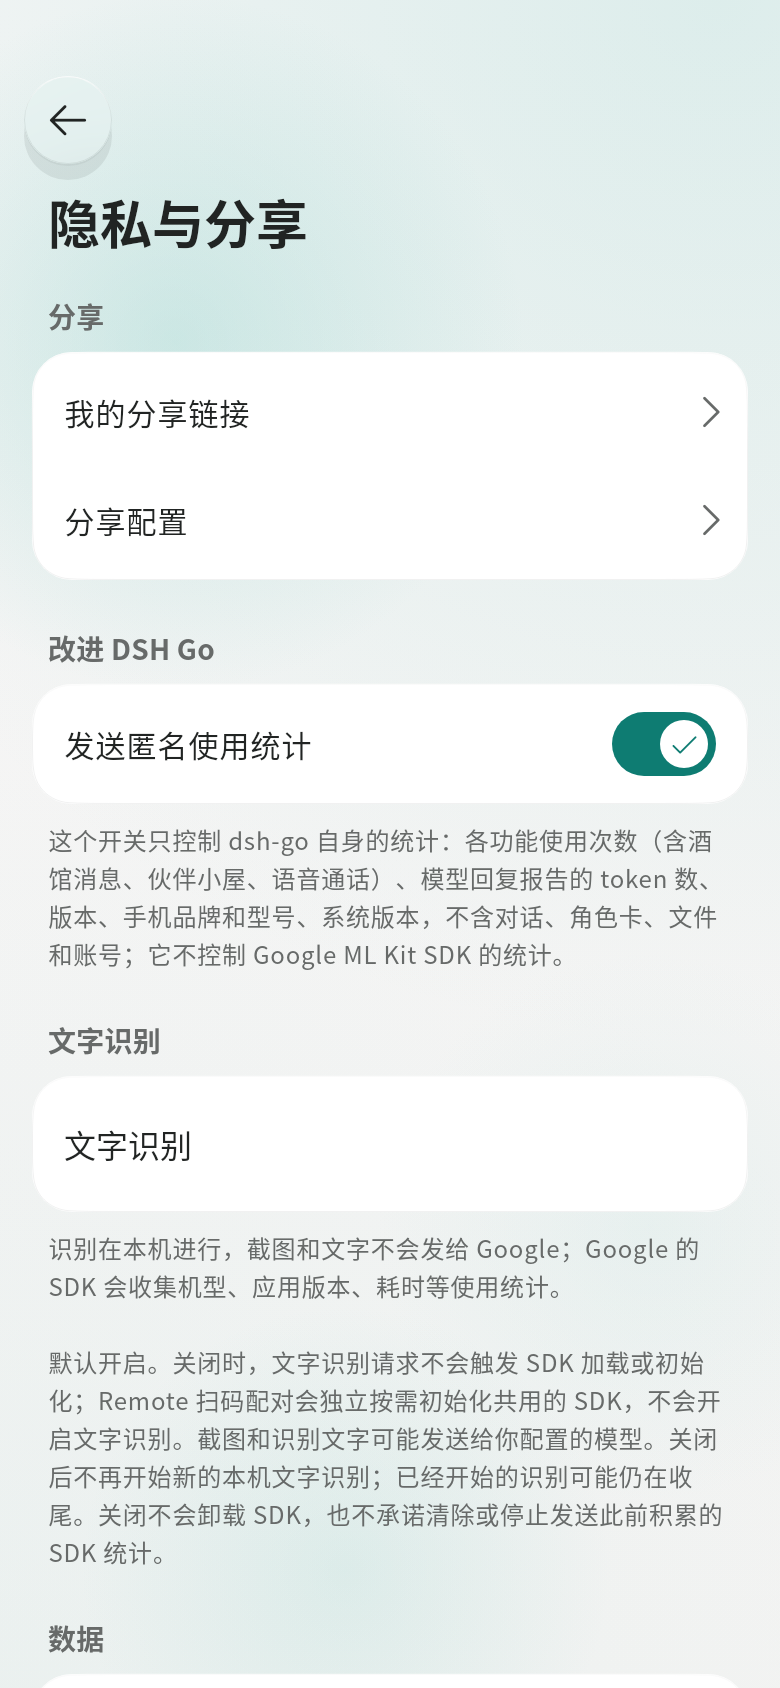 隐私与分享
分享
我的分享链接
分享配置
改进 DSH Go
发送匿名使用统计
这个开关只控制 dsh-go 自身的统计：各功能使用次数（含酒
馆消息、伙伴小屋、语音通话）、模型回复报告的 token 数、
版本、手机品牌和型号、系统版本，不含对话、角色卡、文件
和账号；它不控制 Google ML Kit SDK 的统计。
文字识别
文字识别
识别在本机进行，截图和文字不会发给 Google；Google 的
SDK 会收集机型、应用版本、耗时等使用统计。
默认开启。关闭时，文字识别请求不会触发 SDK 加载或初始
化；Remote 扫码配对会独立按需初始化共用的 SDK，不会开
启文字识别。截图和识别文字可能发送给你配置的模型。关闭
后不再开始新的本机文字识别；已经开始的识别可能仍在收
尾。关闭不会卸载 SDK，也不承诺清除或停止发送此前积累的
SDK 统计。
数据